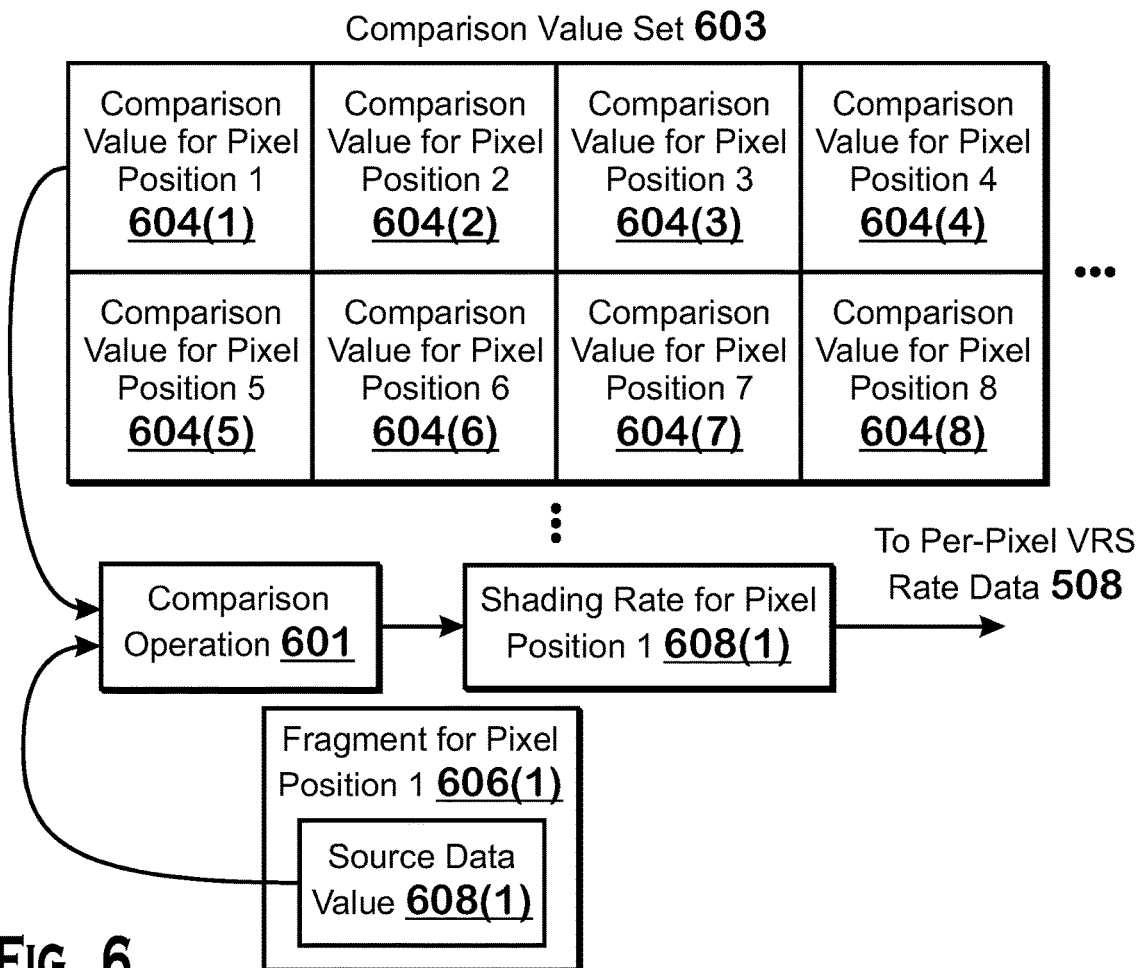 Comparison Value Set 603
Comparison
Value for Pixel
Position 1
604(1)
Comparison
Value for Pixel
Position 2
604(2)
Comparison
Value for Pixel
Position 3
604(3)
Comparison
Value for Pixel
Position 4
604(4)
Comparison
Value for Pixel
Position 5
604(5)
Comparison
Value for Pixel
Position 6
604(6)
Comparison
Value for Pixel
Position 7
604(7)
Comparison
Value for Pixel
Position 8
604(8)
To Per-Pixel VRS
Rate Data 508
Comparison
Operation 601
Shading Rate for Pixel
Position 1 608(1)
Fragment for Pixel
Position 1 606(1)
Source Data
Value 608(1)
FIG. 6